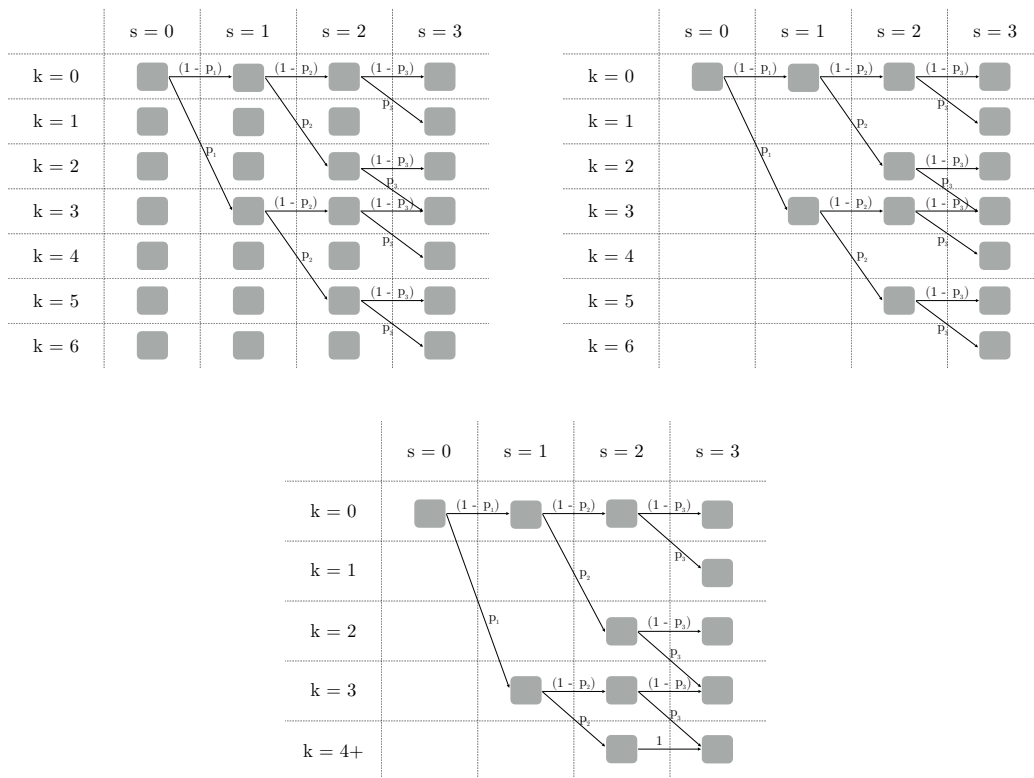 s = 0 s = 1 s = 2 s = 3
k = 0 (1 - p₁) (1 - p₂) (1 - p₃)
p₃
k = 1 p₂
p₁
k = 2 (1 - p₃)
p₃
k = 3 (1 - p₂) (1 - p₃)
p₃
k = 4 p₂
k = 5 (1 - p₃)
p₃
k = 6
s = 0 s = 1 s = 2 s = 3
k = 0 (1 - p₁) (1 - p₂) (1 - p₃)
p₃
k = 1 p₂
p₁
k = 2 (1 - p₃)
p₃
k = 3 (1 - p₂) (1 - p₃)
p₃
k = 4 p₂
k = 5 (1 - p₃)
p₃
k = 6
s = 0 s = 1 s = 2 s = 3
k = 0 (1 - p₁) (1 - p₂) (1 - p₃)
p₃
k = 1 p₂
k = 2 p₁ (1 - p₃)
p₃
k = 3 (1 - p₂) (1 - p₃)
p₂ p₃
k = 4+ 1